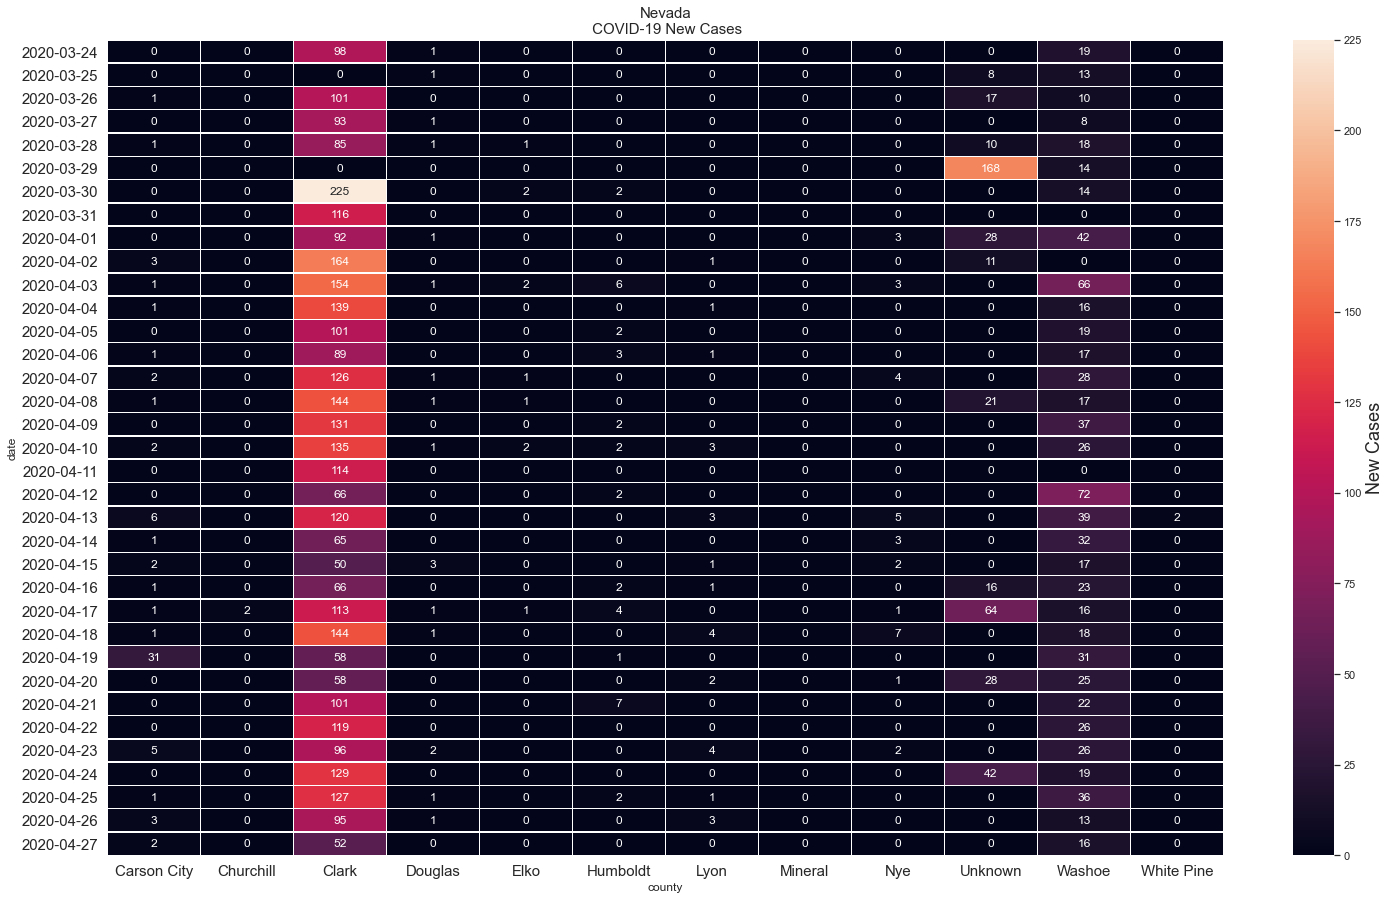 Nevada
COVID-19 New Cases
2020-03-24 0 0 98 1 0 0 0 0 0 0 19 0
2020-03-25 0 0 0 1 0 0 0 0 0 8 13 0
2020-03-26 1 0 101 0 0 0 0 0 0 17 10 0
2020-03-27 0 0 93 1 0 0 0 0 0 0 8 0
2020-03-28 1 0 85 1 1 0 0 0 0 10 18 0
2020-03-29 0 0 0 0 0 0 0 0 0 168 14 0
2020-03-30 0 0 225 0 2 2 0 0 0 0 14 0
2020-03-31 0 0 116 0 0 0 0 0 0 0 0 0
2020-04-01 0 0 92 1 0 0 0 0 3 28 42 0
2020-04-02 3 0 164 0 0 0 1 0 0 11 0 0
2020-04-03 1 0 154 1 2 6 0 0 3 0 66 0
2020-04-04 1 0 139 0 0 0 1 0 0 0 16 0
2020-04-05 0 0 101 0 0 2 0 0 0 0 19 0
2020-04-06 1 0 89 0 0 3 1 0 0 0 17 0
2020-04-07 2 0 126 1 1 0 0 0 4 0 28 0
2020-04-08 1 0 144 1 1 0 0 0 0 21 17 0
2020-04-09 0 0 131 0 0 2 0 0 0 0 37 0
2020-04-10 2 0 135 1 2 2 3 0 0 0 26 0
2020-04-11 0 0 114 0 0 0 0 0 0 0 0 0
2020-04-12 0 0 66 0 0 2 0 0 0 0 72 0
2020-04-13 6 0 120 0 0 0 3 0 5 0 39 2
2020-04-14 1 0 65 0 0 0 0 0 3 0 32 0
2020-04-15 2 0 50 3 0 0 1 0 2 0 17 0
2020-04-16 1 0 66 0 0 2 1 0 0 16 23 0
2020-04-17 1 2 113 1 1 4 0 0 1 64 16 0
2020-04-18 1 0 144 1 0 0 4 0 7 0 18 0
2020-04-19 31 0 58 0 0 1 0 0 0 0 31 0
2020-04-20 0 0 58 0 0 0 2 0 1 28 25 0
2020-04-21 0 0 101 0 0 7 0 0 0 0 22 0
2020-04-22 0 0 119 0 0 0 0 0 0 0 26 0
2020-04-23 5 0 96 2 0 0 4 0 2 0 26 0
2020-04-24 0 0 129 0 0 0 0 0 0 42 19 0
2020-04-25 1 0 127 1 0 2 1 0 0 0 36 0
2020-04-26 3 0 95 1 0 0 3 0 0 0 13 0
2020-04-27 2 0 52 0 0 0 0 0 0 0 16 0
date
Carson City Churchill Clark Douglas Elko Humboldt Lyon Mineral Nye Unknown Washoe White Pine
county
225
200
175
150
125
100
75
50
25
0
New Cases